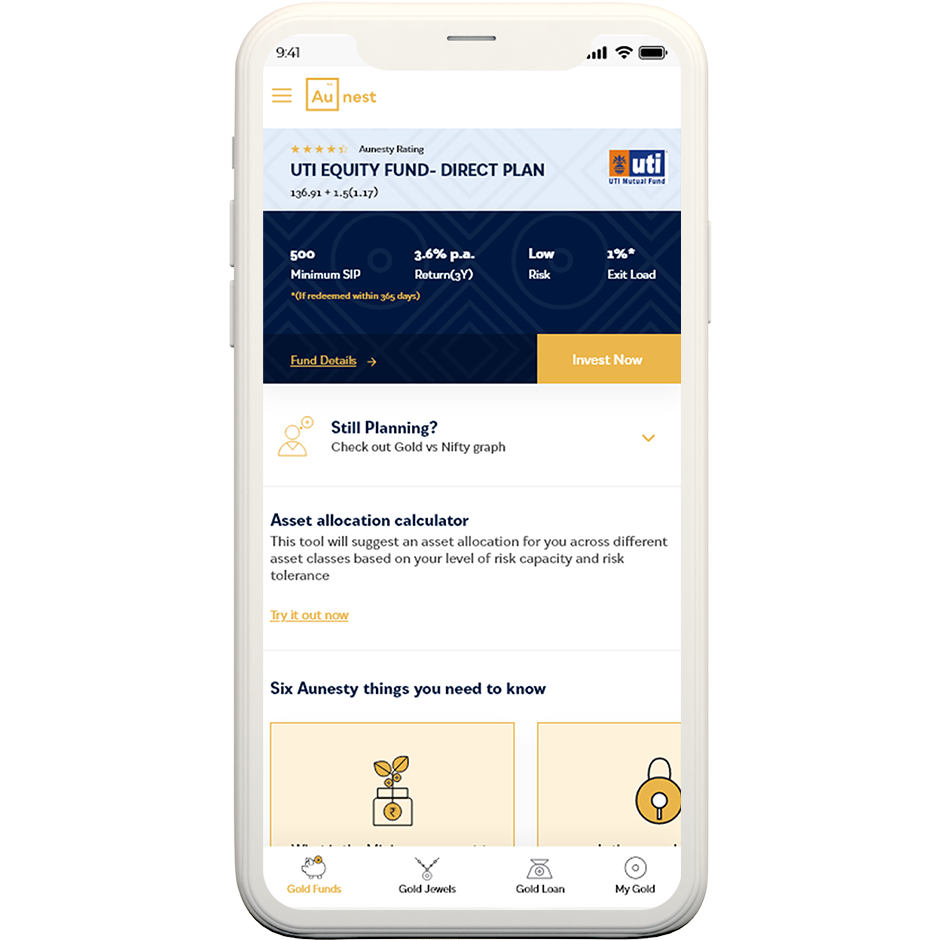 9:41
Aü nest
Aunesty Rating
UTI EQUITY FUND- DIRECT PLAN
136.91 + 1.5(1.17)
uti
UTI Mutual Fund
500
Minimum SIP
3.6% p.a.
Return(3Y)
Low
Risk
1%*
Exit Load
*(If redeemed within 365 days)
Fund Details →
Invest Now
Still Planning?
Check out Gold vs Nifty graph
Asset allocation calculator
This tool will suggest an asset allocation for you across different
asset classes based on your level of risk capacity and risk
tolerance
Try it out now
Six Aunesty things you need to know
₹
Gold Funds
Gold Jewels
Gold Loan
My Gold